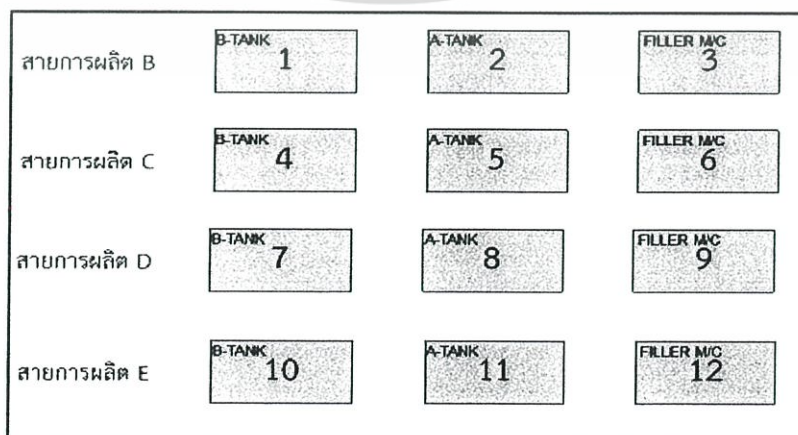 สายการผลิต B B-TANK 1 A-TANK 2 FILLER M/C 3
สายการผลิต C B-TANK 4 A-TANK 5 FILLER M/C 6
สายการผลิต D B-TANK 7 A-TANK 8 FILLER M/C 9
สายการผลิต E B-TANK 10 A-TANK 11 FILLER M/C 12